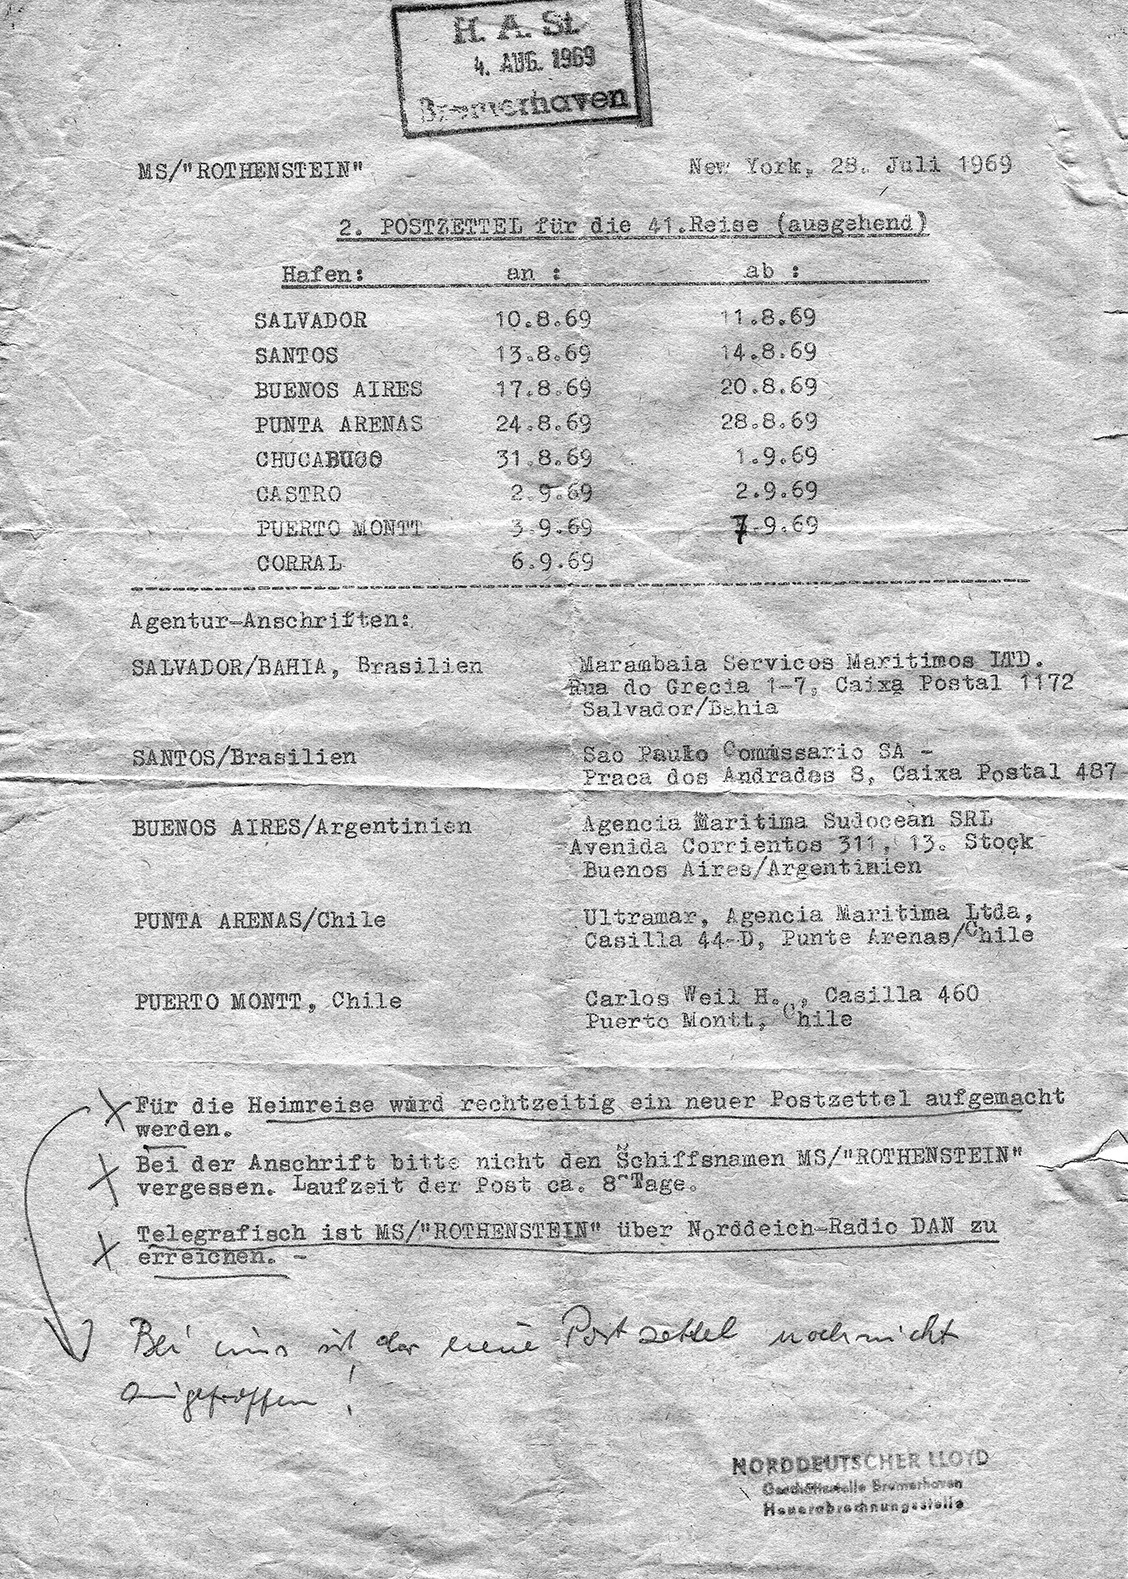 H. A. St.
4. AUG. 1969
Bremerhaven
MS/"ROTHENSTEIN" New York, 28. Juli 1969
2. POSTZETTEL für die 41.Reise (ausgehend)
Hafen: an : ab :
SALVADOR 10.8.69 11.8.69
SANTOS 13.8.69 14.8.69
BUENOS AIRES 17.8.69 20.8.69
PUNTA ARENAS 24.8.69 28.8.69
CHUCABUCO 31.8.69 1.9.69
CASTRO 2.9.69 2.9.69
PUERTO MONTT 3.9.69 7.9.69
CORRAL 6.9.69
Agentur-Anschriften:
SALVADOR/BAHIA, Brasilien Marambaia Servicos Maritimos LTD.
Rua do Grecia 1-7, Caixa Postal 1172
Salvador/Bahia
SANTOS/Brasilien Sao Paulo Commissario SA -
Praca dos Andradas 8, Caixa Postal 487
BUENOS AIRES/Argentinien Agencia Maritima Sudocean SRL
Avenida Corrientos 311, 13. Stock
Buenos Aires/Argentinien
PUNTA ARENAS/Chile Ultramar, Agencia Maritima Ltda,
Casilla 44-D, Punte Arenas/Chile
PUERTO MONTT, Chile Carlos Weil H.,, Casilla 460
Puerto Montt, Chile
Für die Heimreise wird rechtzeitig ein neuer Postzettel aufgemacht
werden.
Bei der Anschrift bitte nicht den Schiffsnamen MS/"ROTHENSTEIN"
vergessen. Laufzeit der Post ca. 8 Tage.
Telegrafisch ist MS/"ROTHENSTEIN" über Norddeich-Radio DAN zu
erreichen. -
Bei uns ist der neue Postzettel noch nicht
eingetroffen!
NORDDEUTSCHER LLOYD
Geschäftsstelle Bremerhaven
Heuerabrechnungsstelle